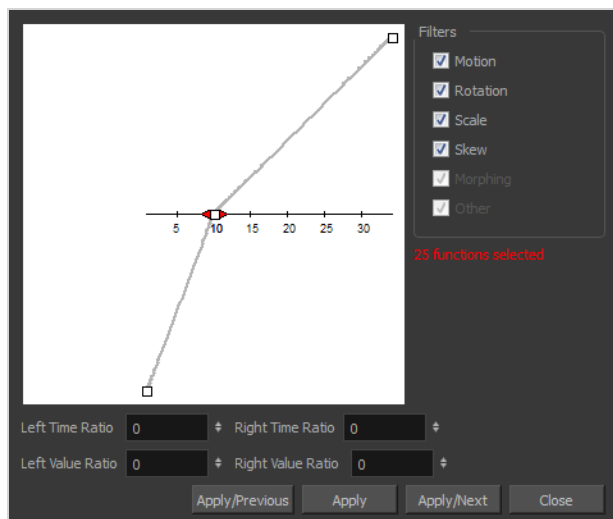 Filters
Motion
Rotation
Scale
Skew
Morphing
Other
25 functions selected
5 10 15 20 25 30
Left Time Ratio 0 Right Time Ratio 0
Left Value Ratio 0 Right Value Ratio 0
Apply/Previous Apply Apply/Next Close